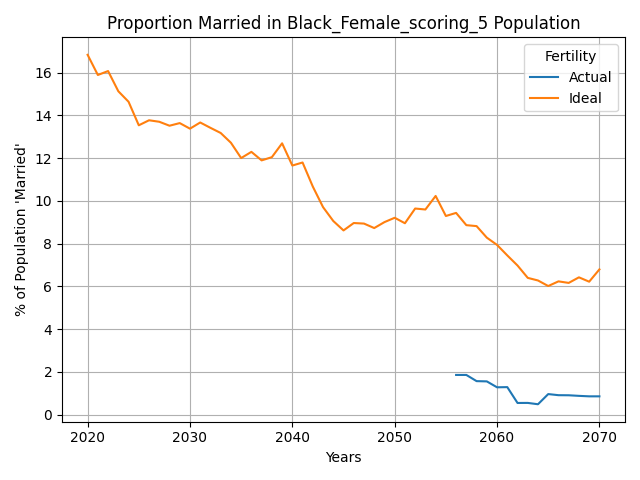 Proportion Married in Black_Female_scoring_5 Population
% of Population 'Married'
16
14
12
10
8
6
4
2
0
Fertility
Actual
Ideal
2020 2030 2040 2050 2060 2070
Years